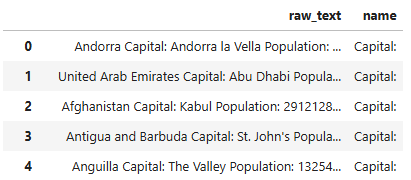 raw_text name
0 Andorra Capital: Andorra la Vella Population: ... Capital:
1 United Arab Emirates Capital: Abu Dhabi Popula... Capital:
2 Afghanistan Capital: Kabul Population: 2912128... Capital:
3 Antigua and Barbuda Capital: St. John's Popula... Capital:
4 Anguilla Capital: The Valley Population: 13254... Capital: